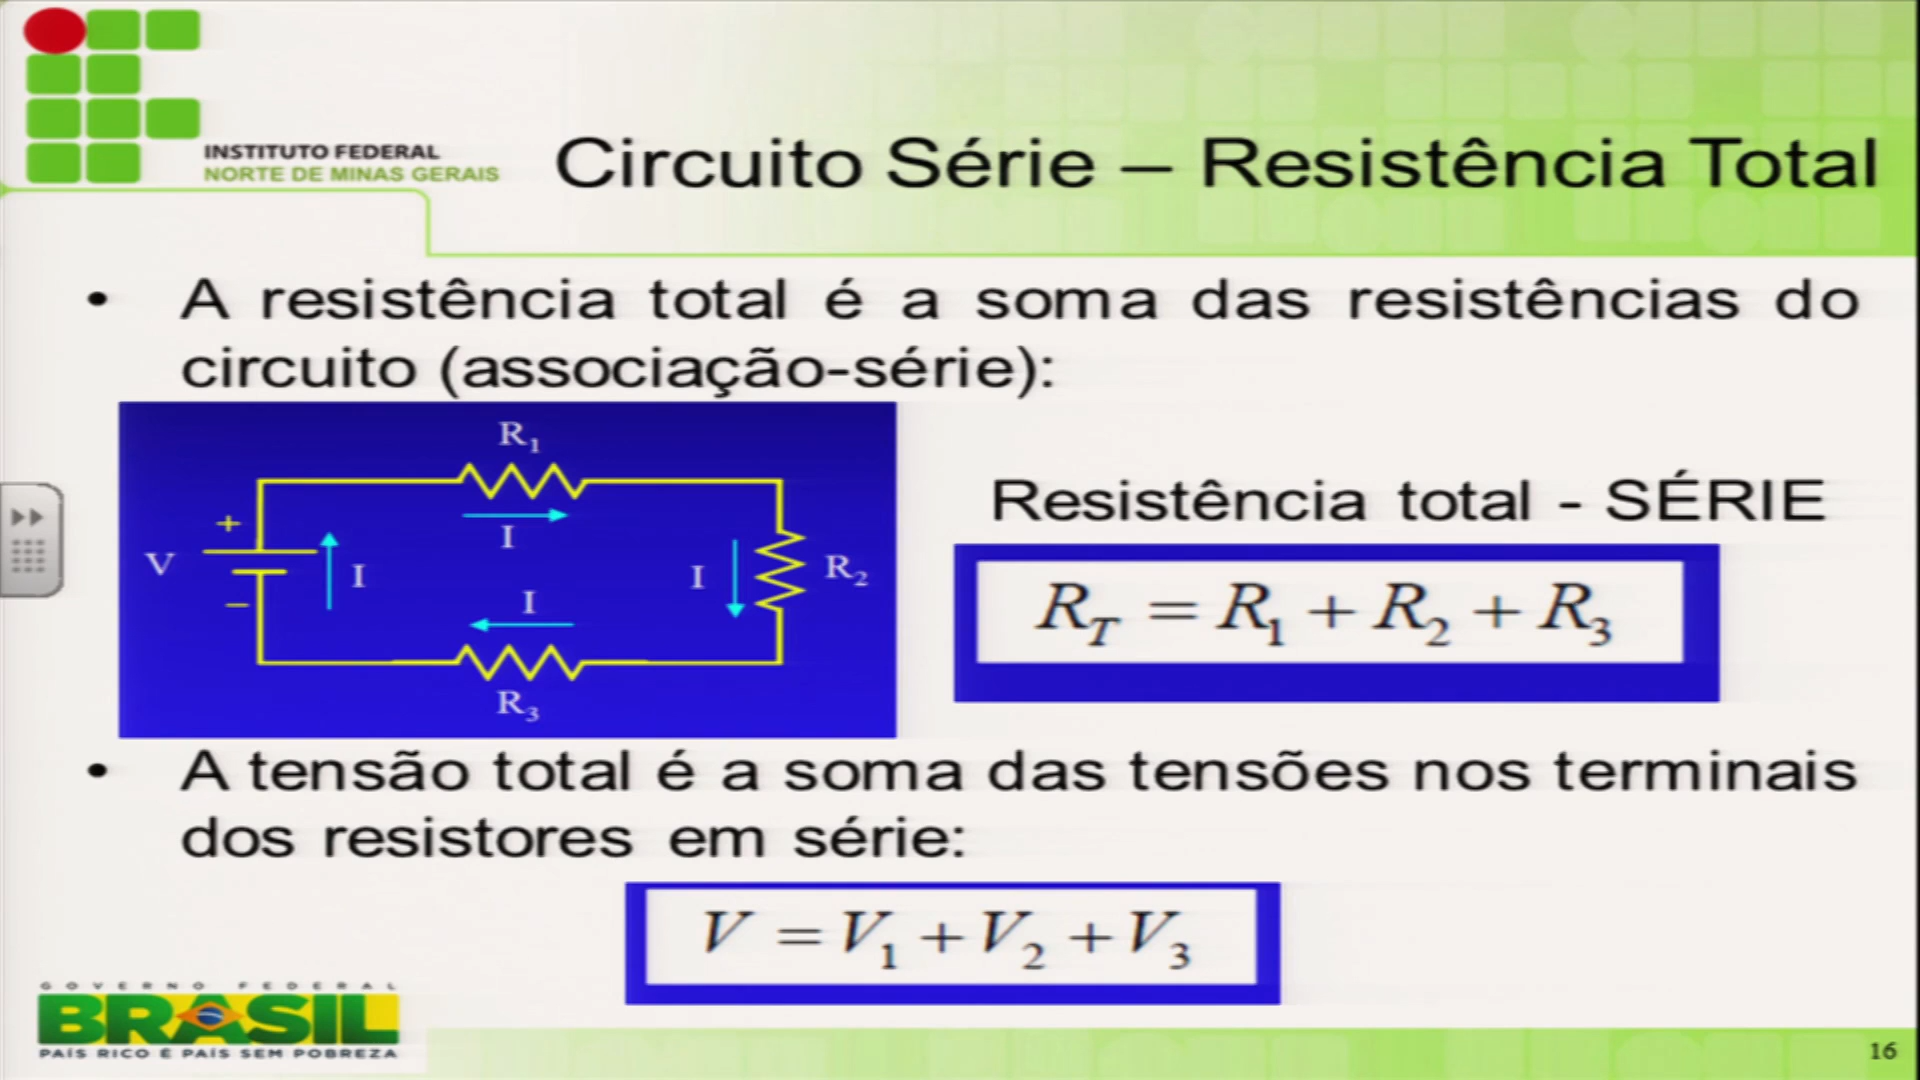 INSTITUTO FEDERAL
NORTE DE MINAS GERAIS
Circuito Série – Resistência Total
• A resistência total é a soma das resistências do
circuito (associação-série):
R1
+
V
I
I
I
R2
I
−
R3
Resistência total - SÉRIE
RT = R1 + R2 + R3
• A tensão total é a soma das tensões nos terminais
dos resistores em série:
V = V1 + V2 + V3
GOVERNO FEDERAL
BRASIL
PAÍS RICO É PAÍS SEM POBREZA
16